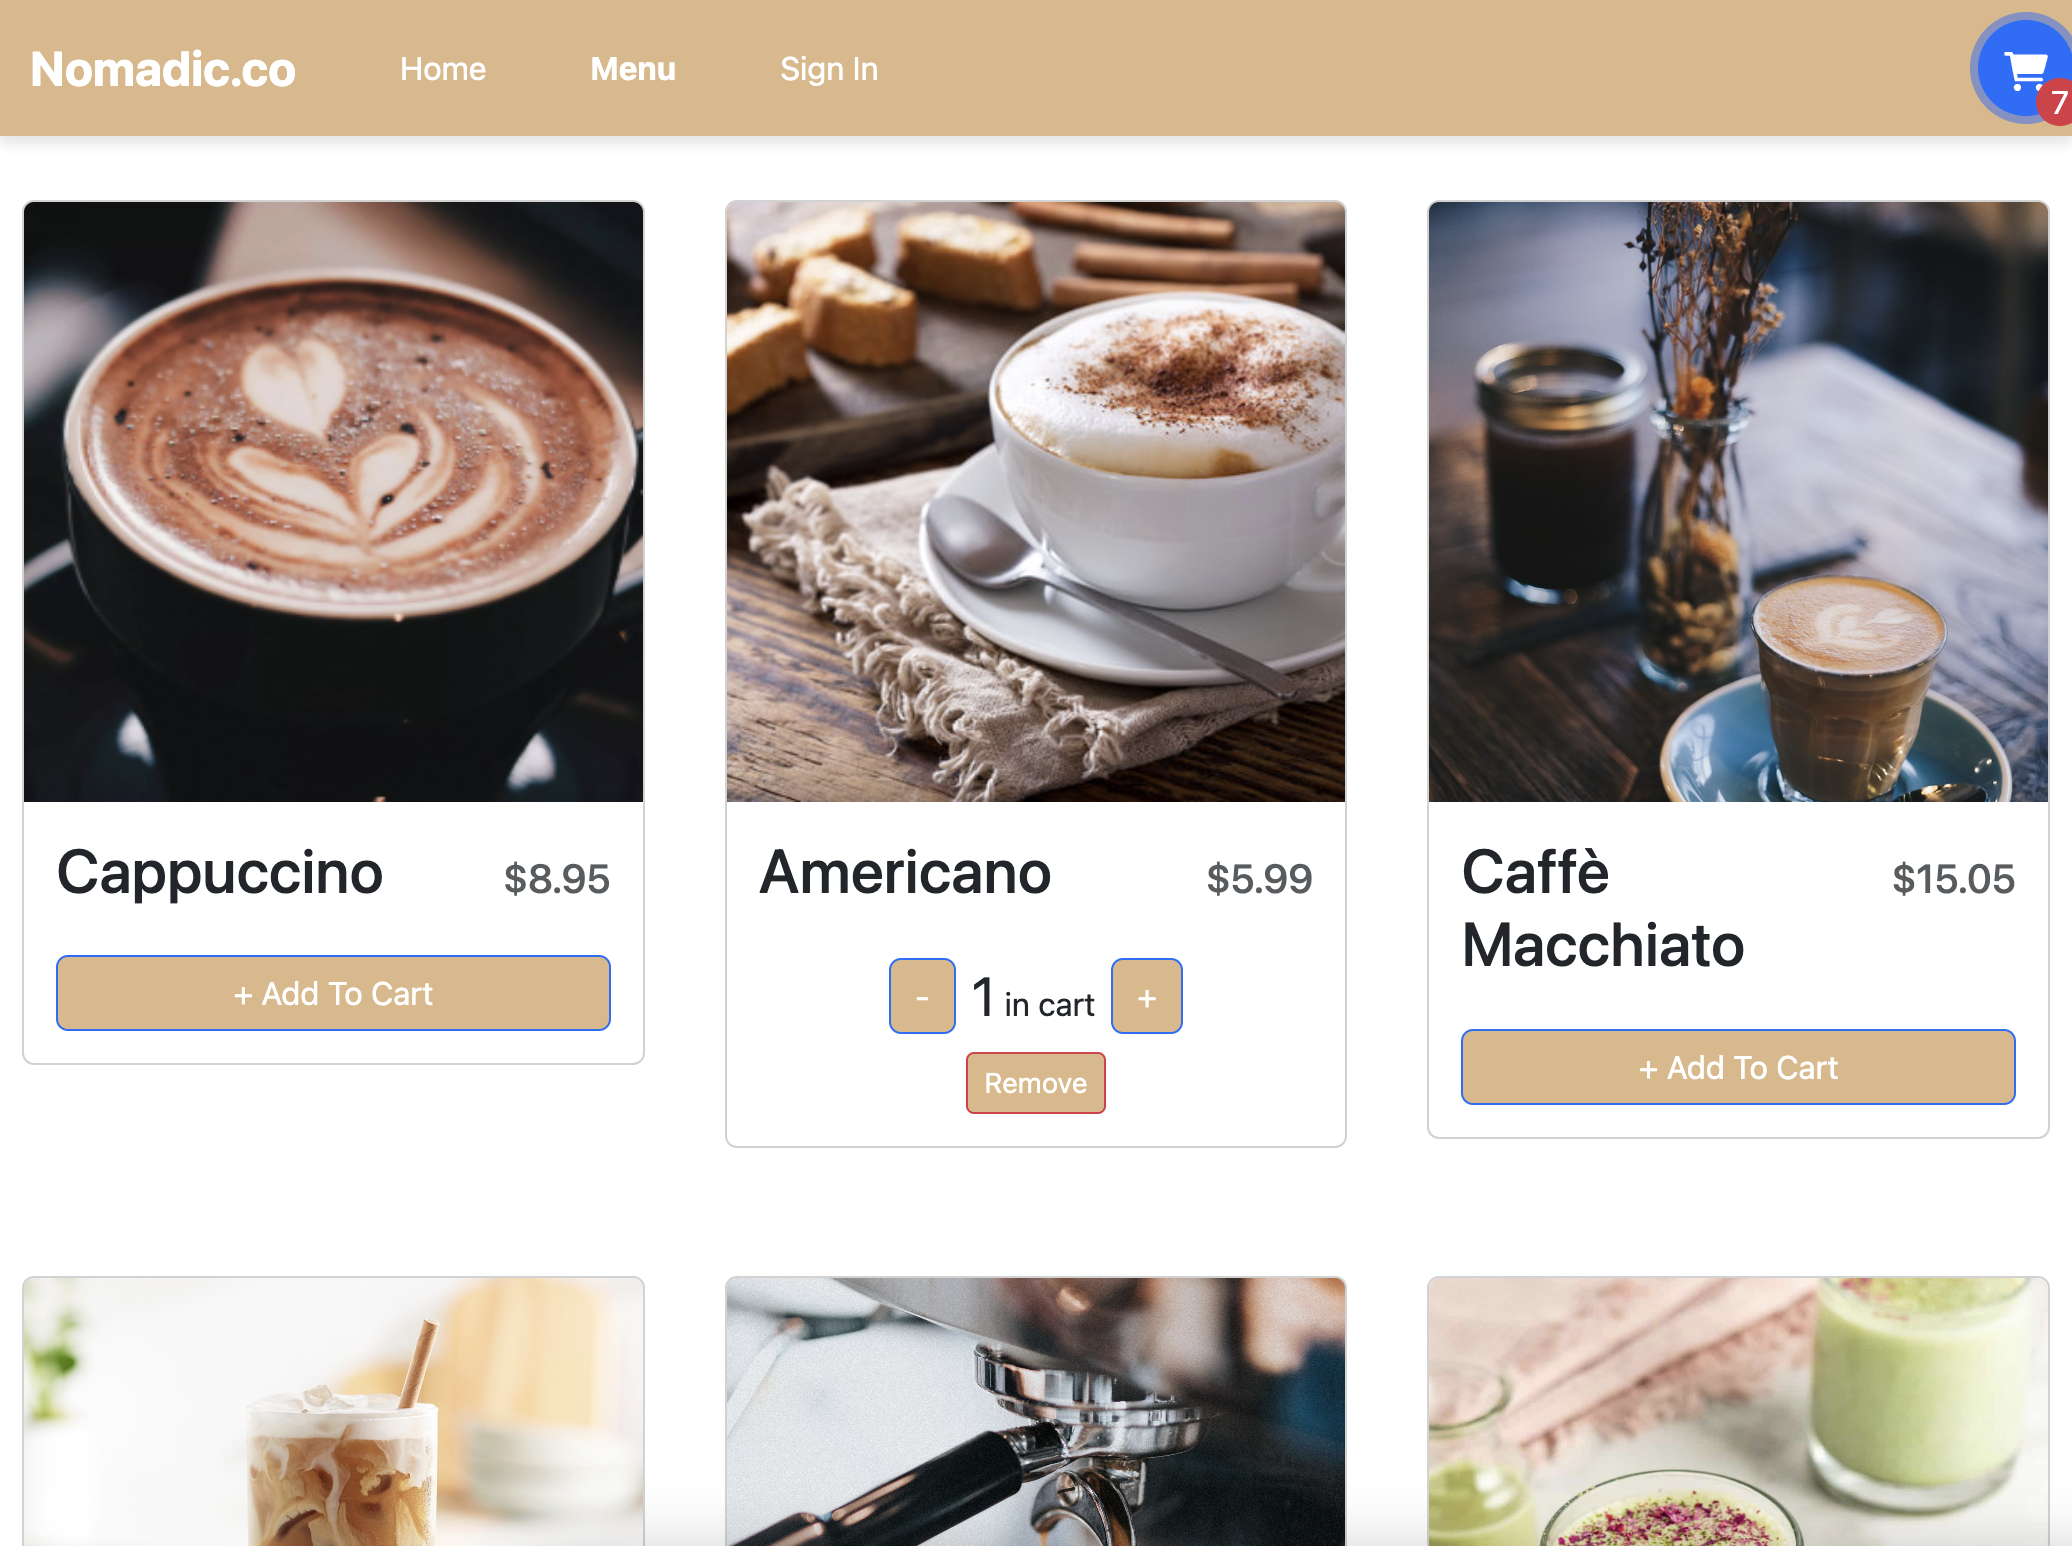 Nomadic.co Home Menu Sign In
7
Cappuccino $8.95
+ Add To Cart
Americano $5.99
- 1 in cart +
Remove
Caffè $15.05
Macchiato
+ Add To Cart